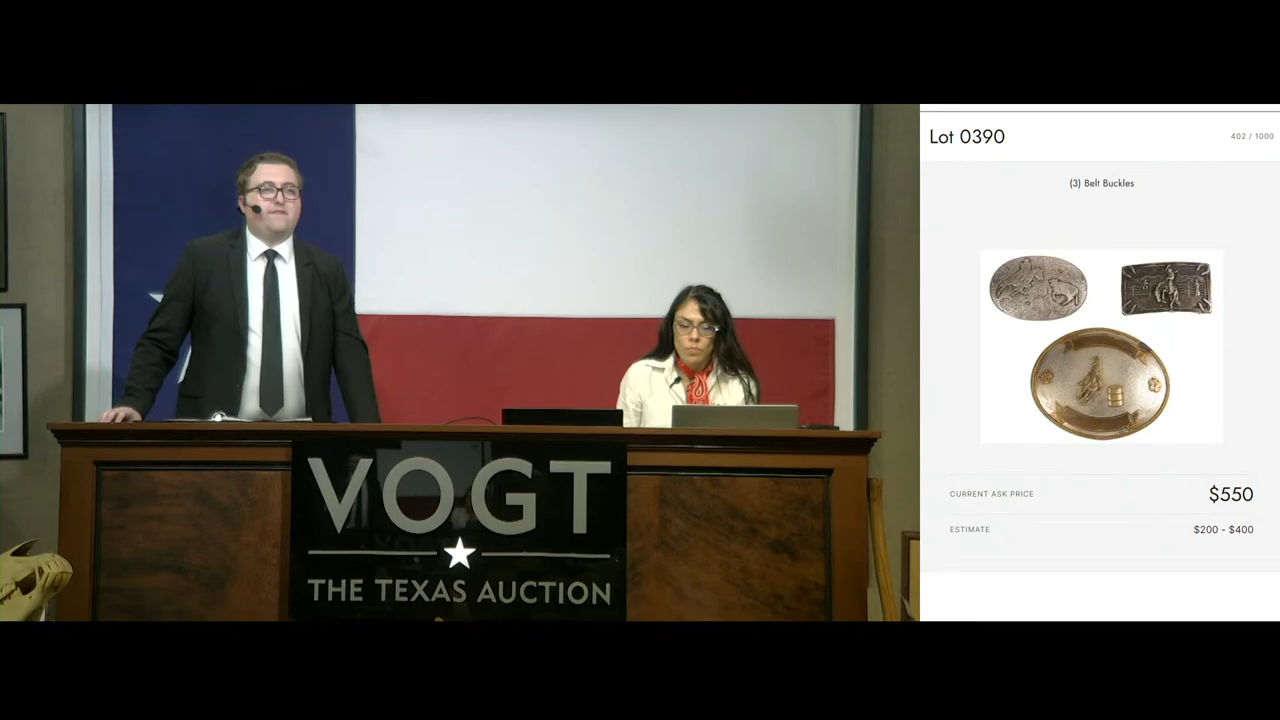 VOGT
THE TEXAS AUCTION
Lot 0390
402 / 1000
(3) Belt Buckles
CURRENT ASK PRICE
$550
ESTIMATE
$200 - $400